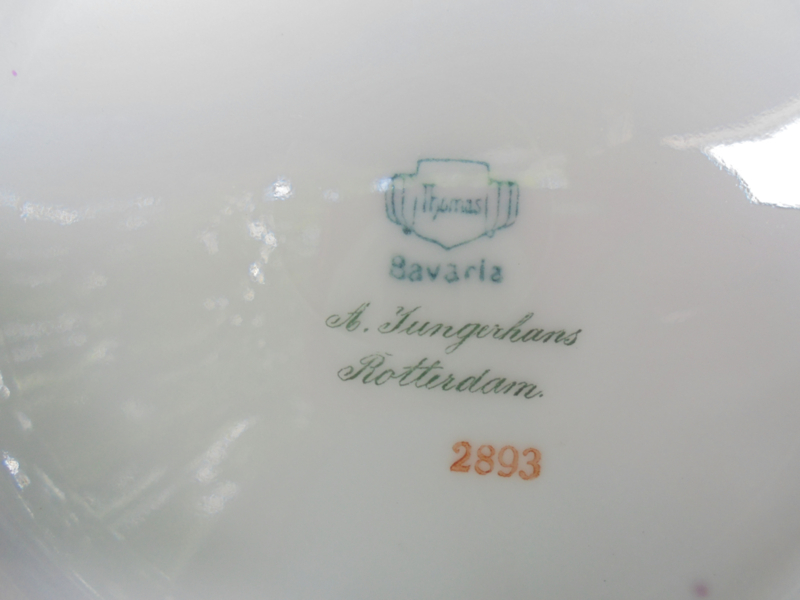 Thomas
Bavaria
A. Jungerhans
Rotterdam.
2893